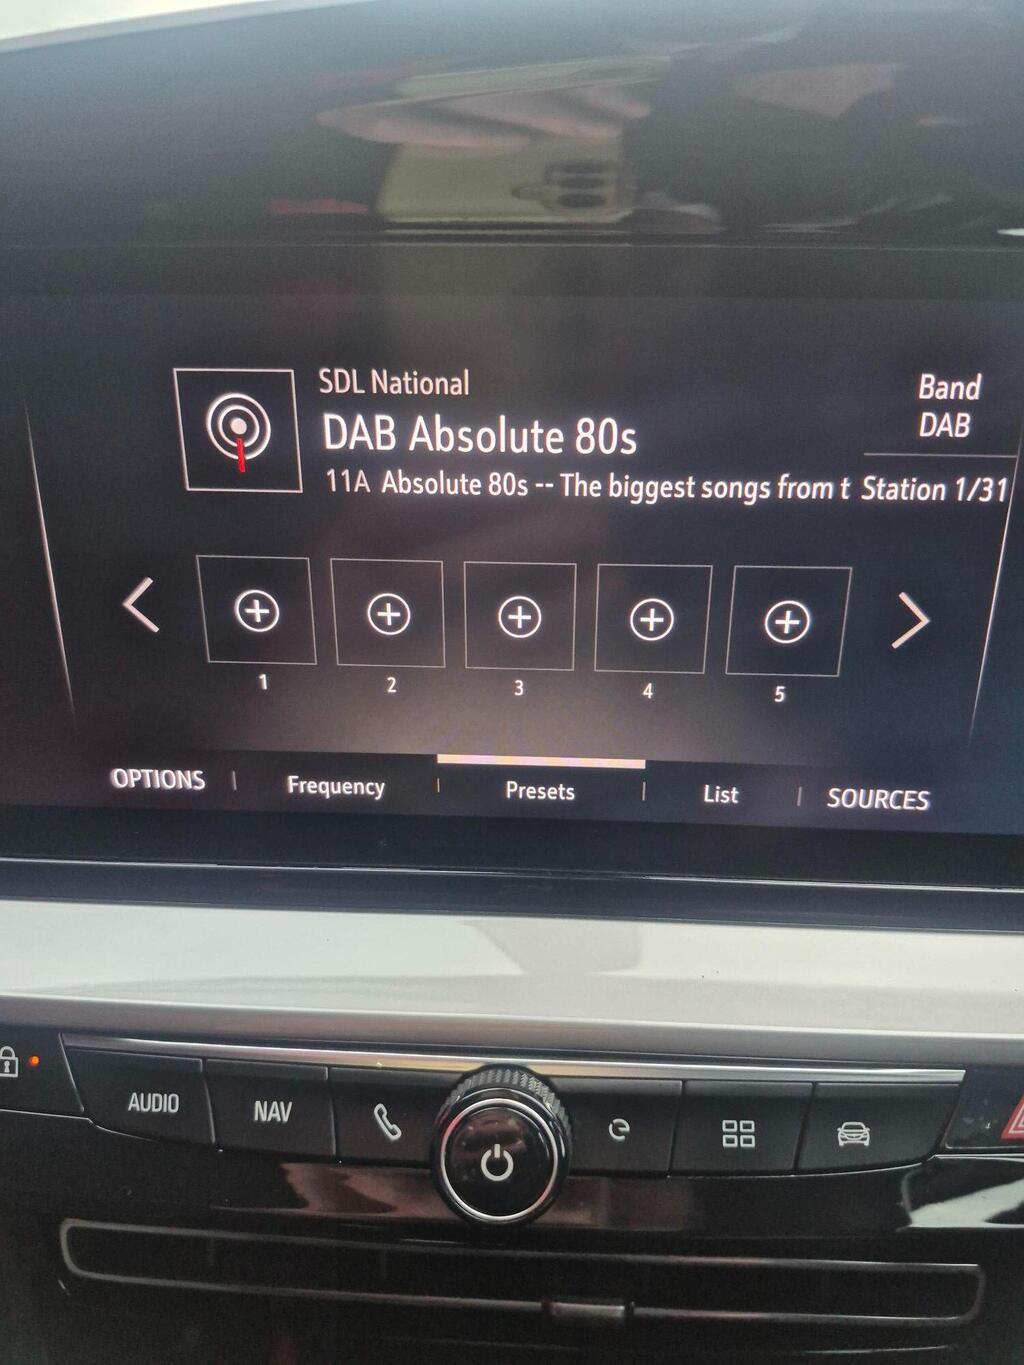 SDL National
DAB Absolute 80s
11A Absolute 80s -- The biggest songs from t
Band
DAB
Station 1/31
1
2
3
4
5
OPTIONS
Frequency
Presets
List
SOURCES
AUDIO
NAV